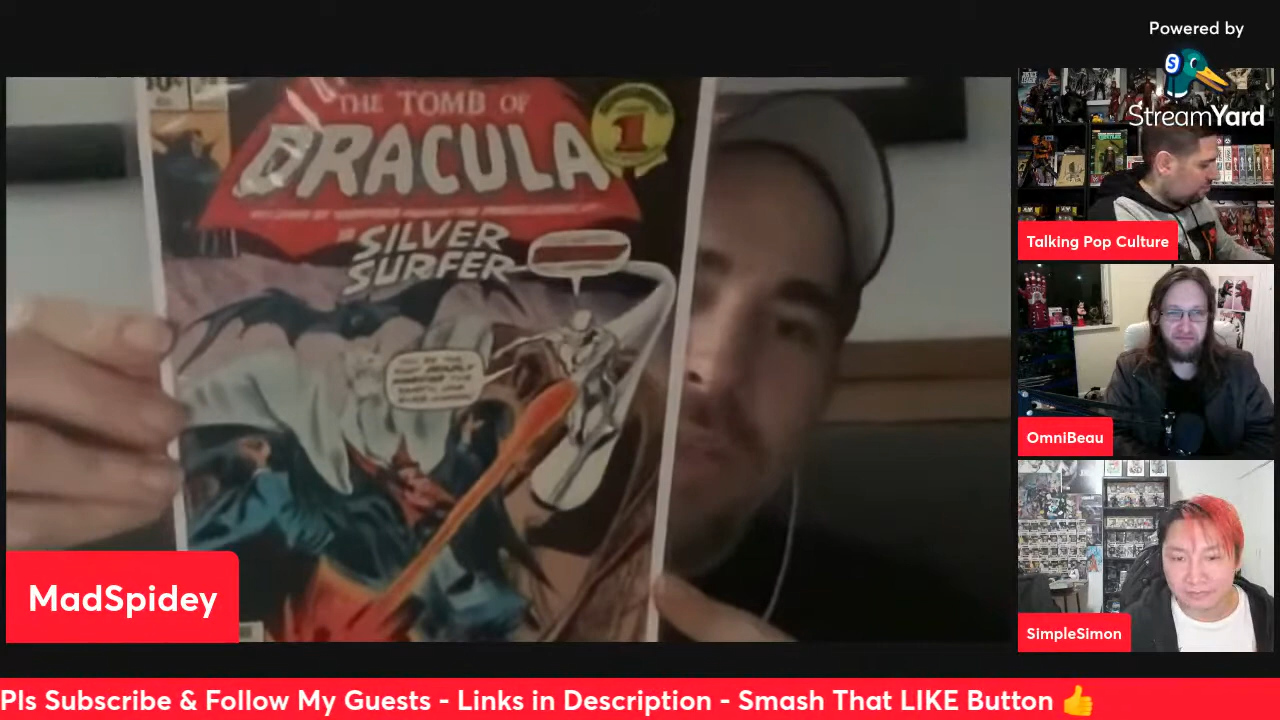 Powered by
StreamYard
THE TOMB OF
DRACULA
1
SILVER
SURFER
Talking Pop Culture
OmniBeau
SimpleSimon
MadSpidey
Pls Subscribe & Follow My Guests - Links in Description - Smash That LIKE Button 👍